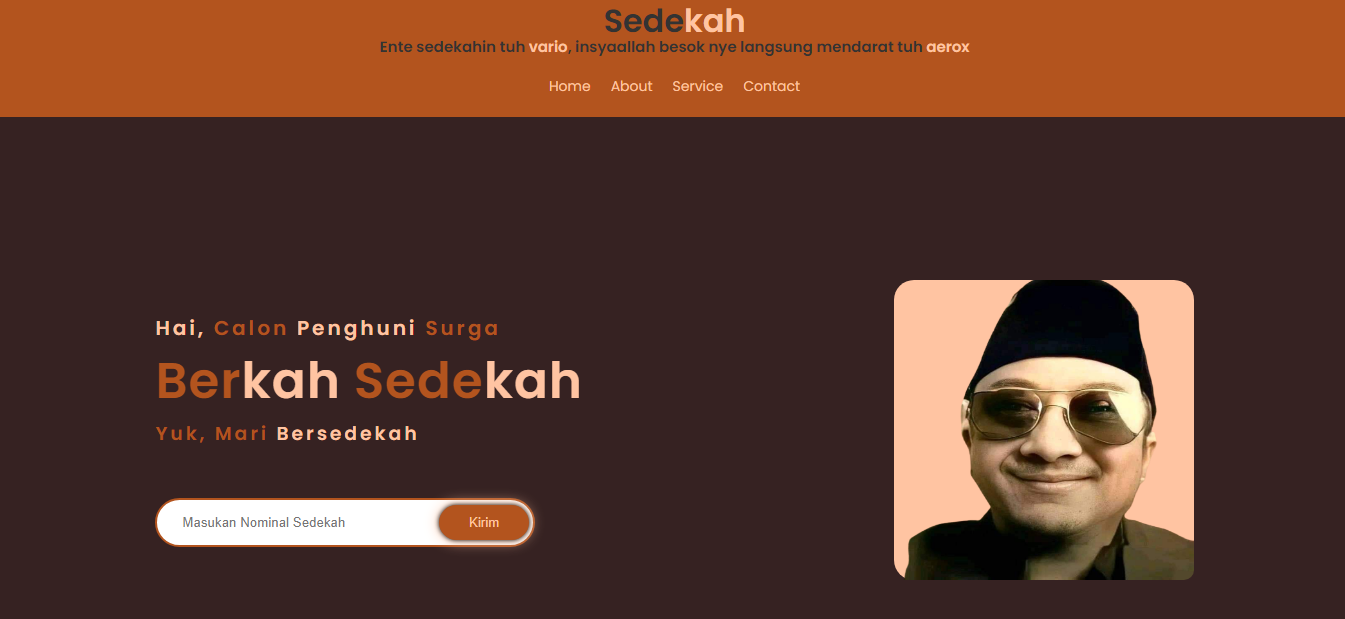 Sedekah
Ente sedekahin tuh vario, insyaallah besok nye langsung mendarat tuh aerox
Home About Service Contact
Hai, Calon Penghuni Surga
Berkah Sedekah
Yuk, Mari Bersedekah
Masukan Nominal Sedekah Kirim